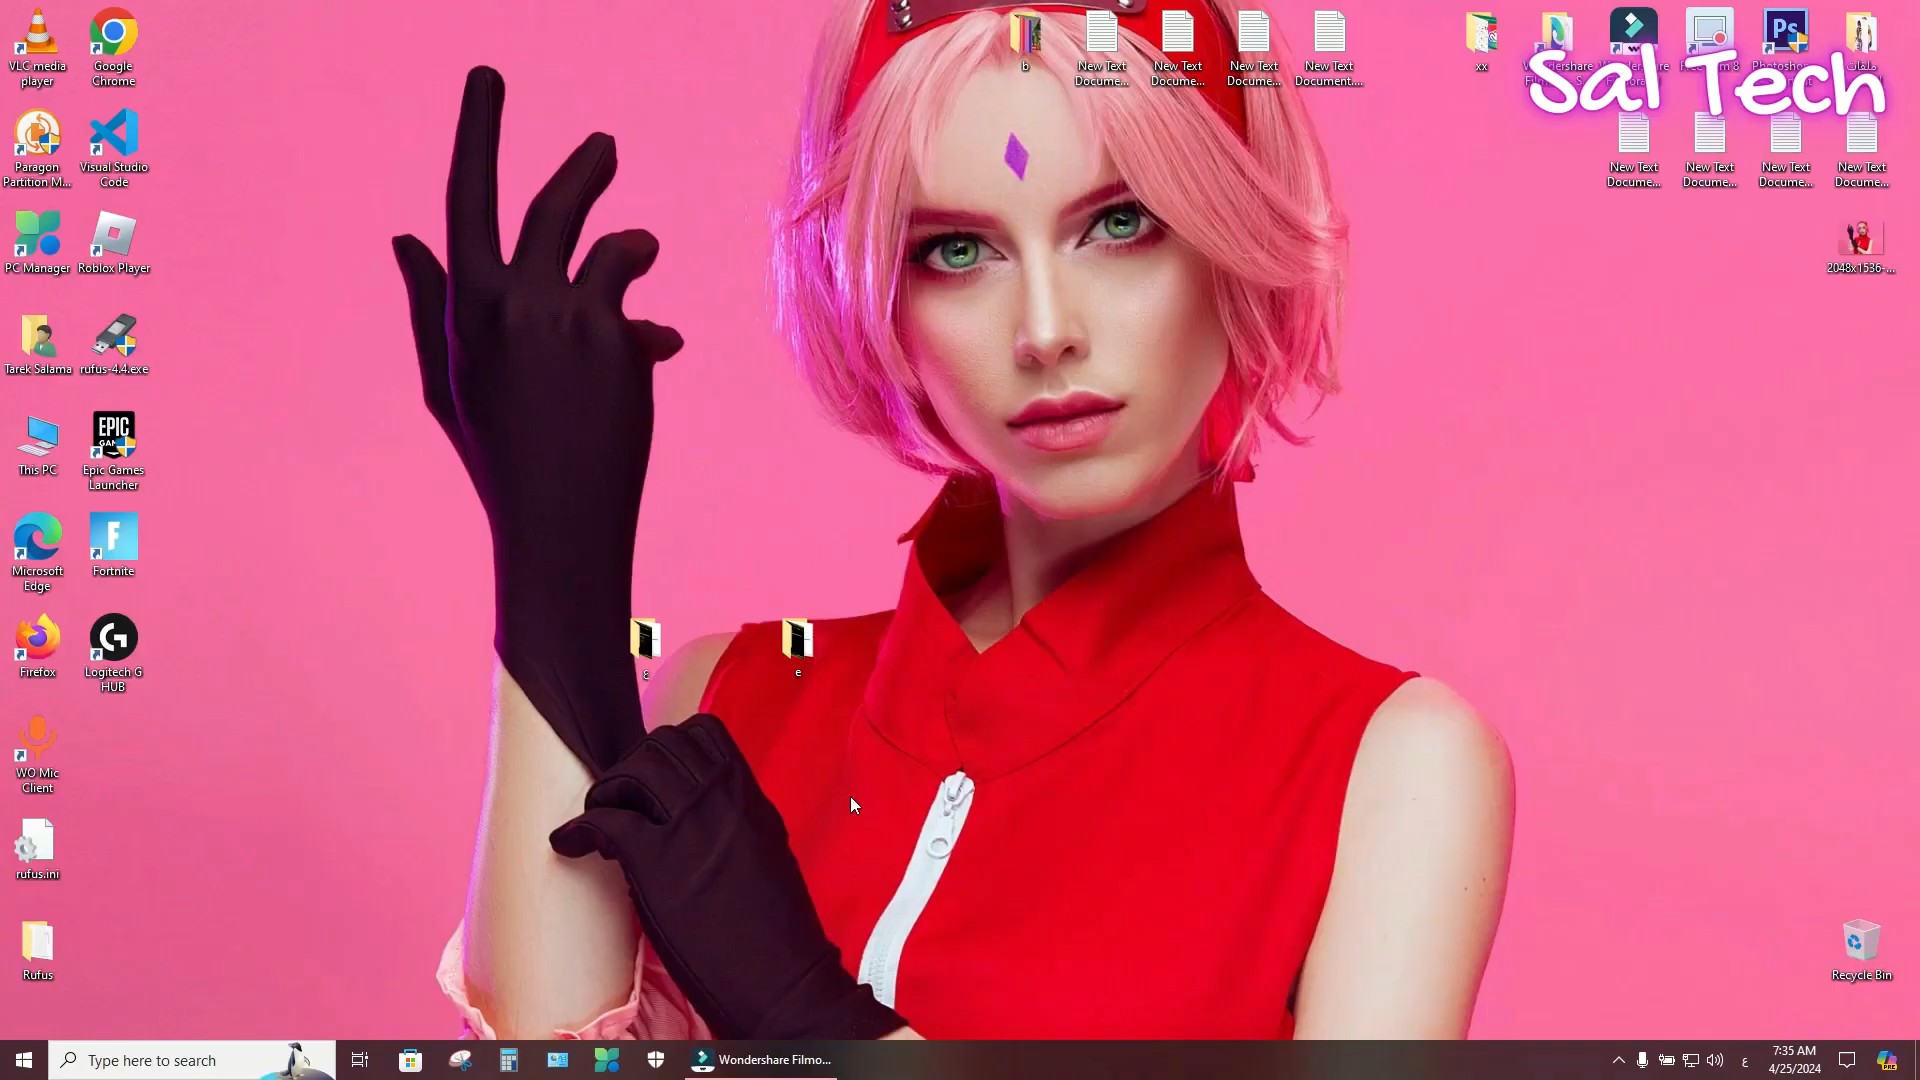 VLC media
player
Google
Chrome
b
New Text
Docume...
New Text
Docume...
New Text
Docume...
New Text
Document....
xx
Sal Tech
Paragon
Partition M...
Visual Studio
Code
New Text
Docume...
New Text
Docume...
New Text
Docume...
New Text
Docume...
PC Manager
Roblox Player
2048x1536-...
Tarek Salama
rufus-4.4.exe
This PC
EPIC
Epic Games
Launcher
Microsoft
Edge
Fortnite
Firefox
Logitech G
HUB
ع
e
WO Mic
Client
rufus.ini
Rufus
Recycle Bin
Type here to search
Wondershare Filmo...
ع
7:35 AM
4/25/2024